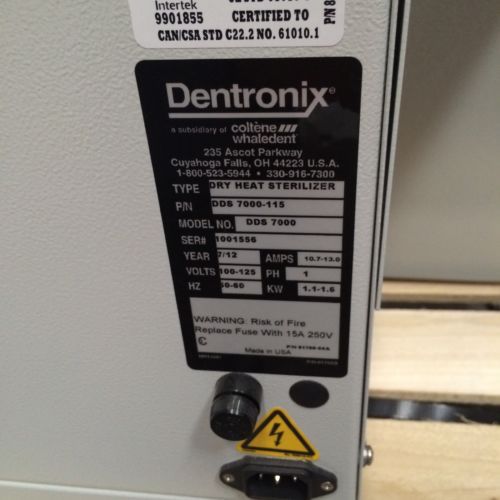 Intertek
9901855
CERTIFIED TO
CAN/CSA STD C22.2 NO. 61010.1
P/N 8
Dentronix®
a subsidiary of coltène whaledent
235 Ascot Parkway
Cuyahoga Falls, OH 44223 U.S.A.
1-800-523-5944 • 330-916-7300
TYPE DRY HEAT STERILIZER
P/N DDS 7000-115
MODEL NO. DDS 7000
SER# 1001556
YEAR 7/12 AMPS 10.7-13.0
VOLTS 100-125 PH 1
HZ 50-60 KW 1.1-1.6
WARNING: Risk of Fire
Replace Fuse With 15A 250V
Made in USA